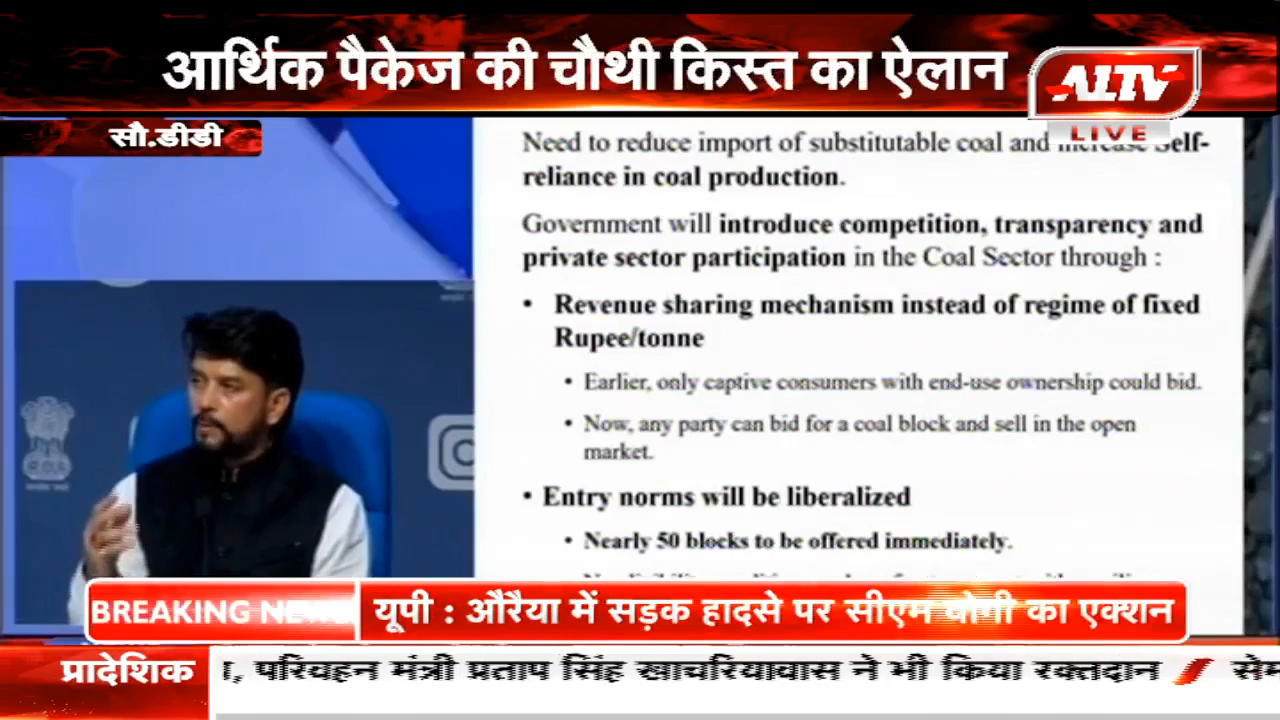 आर्थिक पैकेज की चौथी किस्त का ऐलान
ALTV
LIVE
सौ.डीडी
Need to reduce import of substitutable coal and increase Self-
reliance in coal production.
Government will introduce competition, transparency and
private sector participation in the Coal Sector through :
• Revenue sharing mechanism instead of regime of fixed
Rupee/tonne
• Earlier, only captive consumers with end-use ownership could bid.
• Now, any party can bid for a coal block and sell in the open
market.
• Entry norms will be liberalized
• Nearly 50 blocks to be offered immediately.
BREAKING NEWS
यूपी : औरैया में सड़क हादसे पर सीएम योगी का एक्शन
प्रादेशिक
, परिवहन मंत्री प्रताप सिंह खाचरियावास ने भी किया रक्तदान